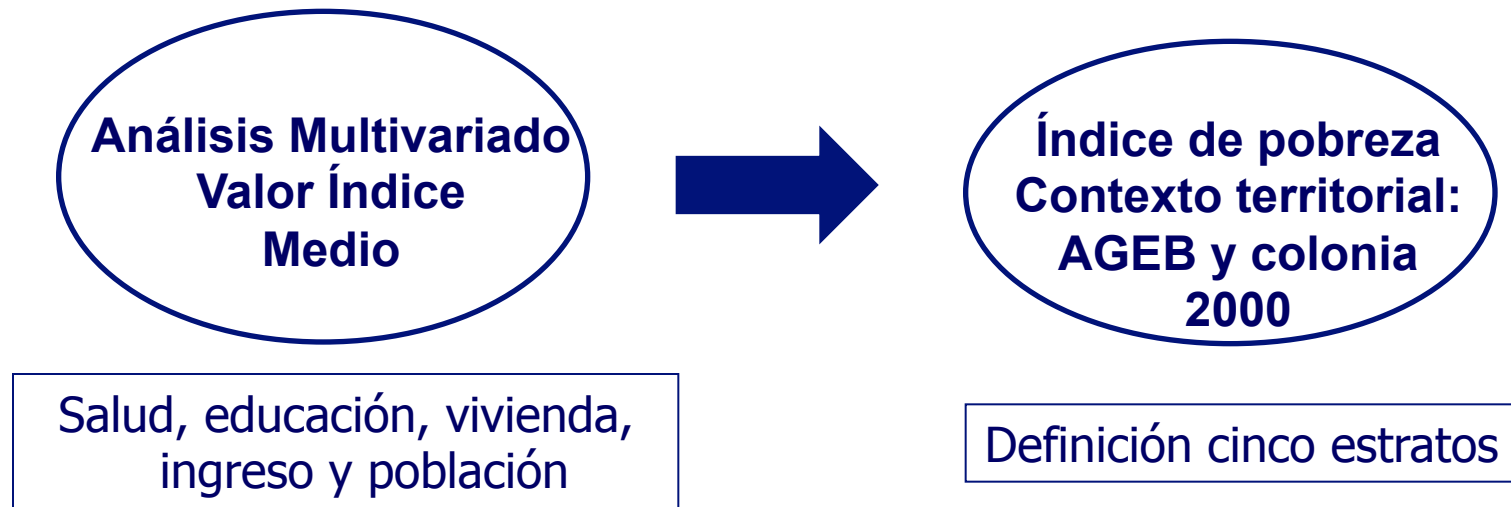 Análisis Multivariado
Valor Índice
Medio
Índice de pobreza
Contexto territorial:
AGEB y colonia
2000
Salud, educación, vivienda,
ingreso y población
Definición cinco estratos